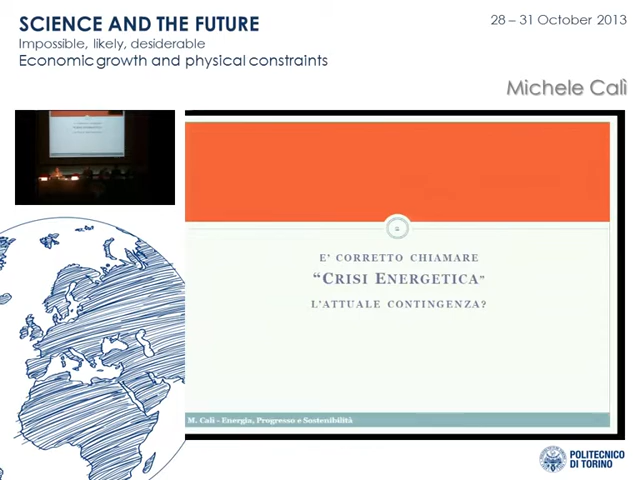 SCIENCE AND THE FUTURE
Impossible, likely, desiderable
Economic growth and physical constraints
28 – 31 October 2013
Michele Calì
E' CORRETTO CHIAMARE
“CRISI ENERGETICA”
L'ATTUALE CONTINGENZA?
M. Calì - Energia, Progresso e Sostenibilità
POLITECNICO
DI TORINO